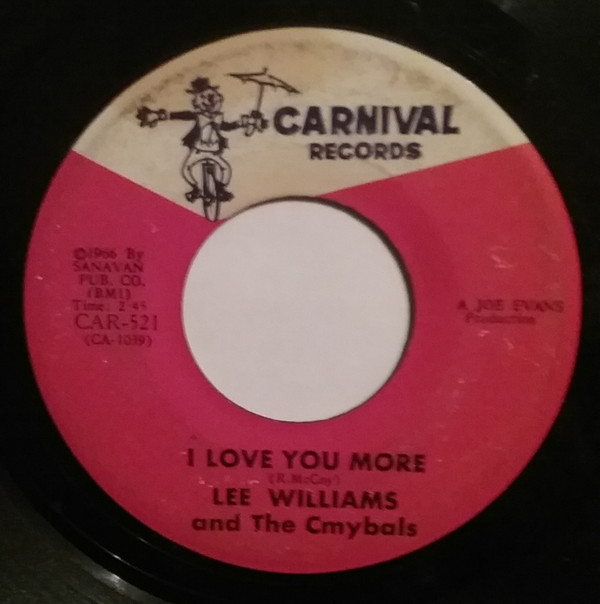 CARNIVAL
RECORDS
©1966 By
SANAVAN
PUB. CO.
(BMI)
Time: 2:45
CAR-521
(CA-1039)
A JOE EVANS
Production
I LOVE YOU MORE
(R.McCoy)
LEE WILLIAMS
and The Cmybals